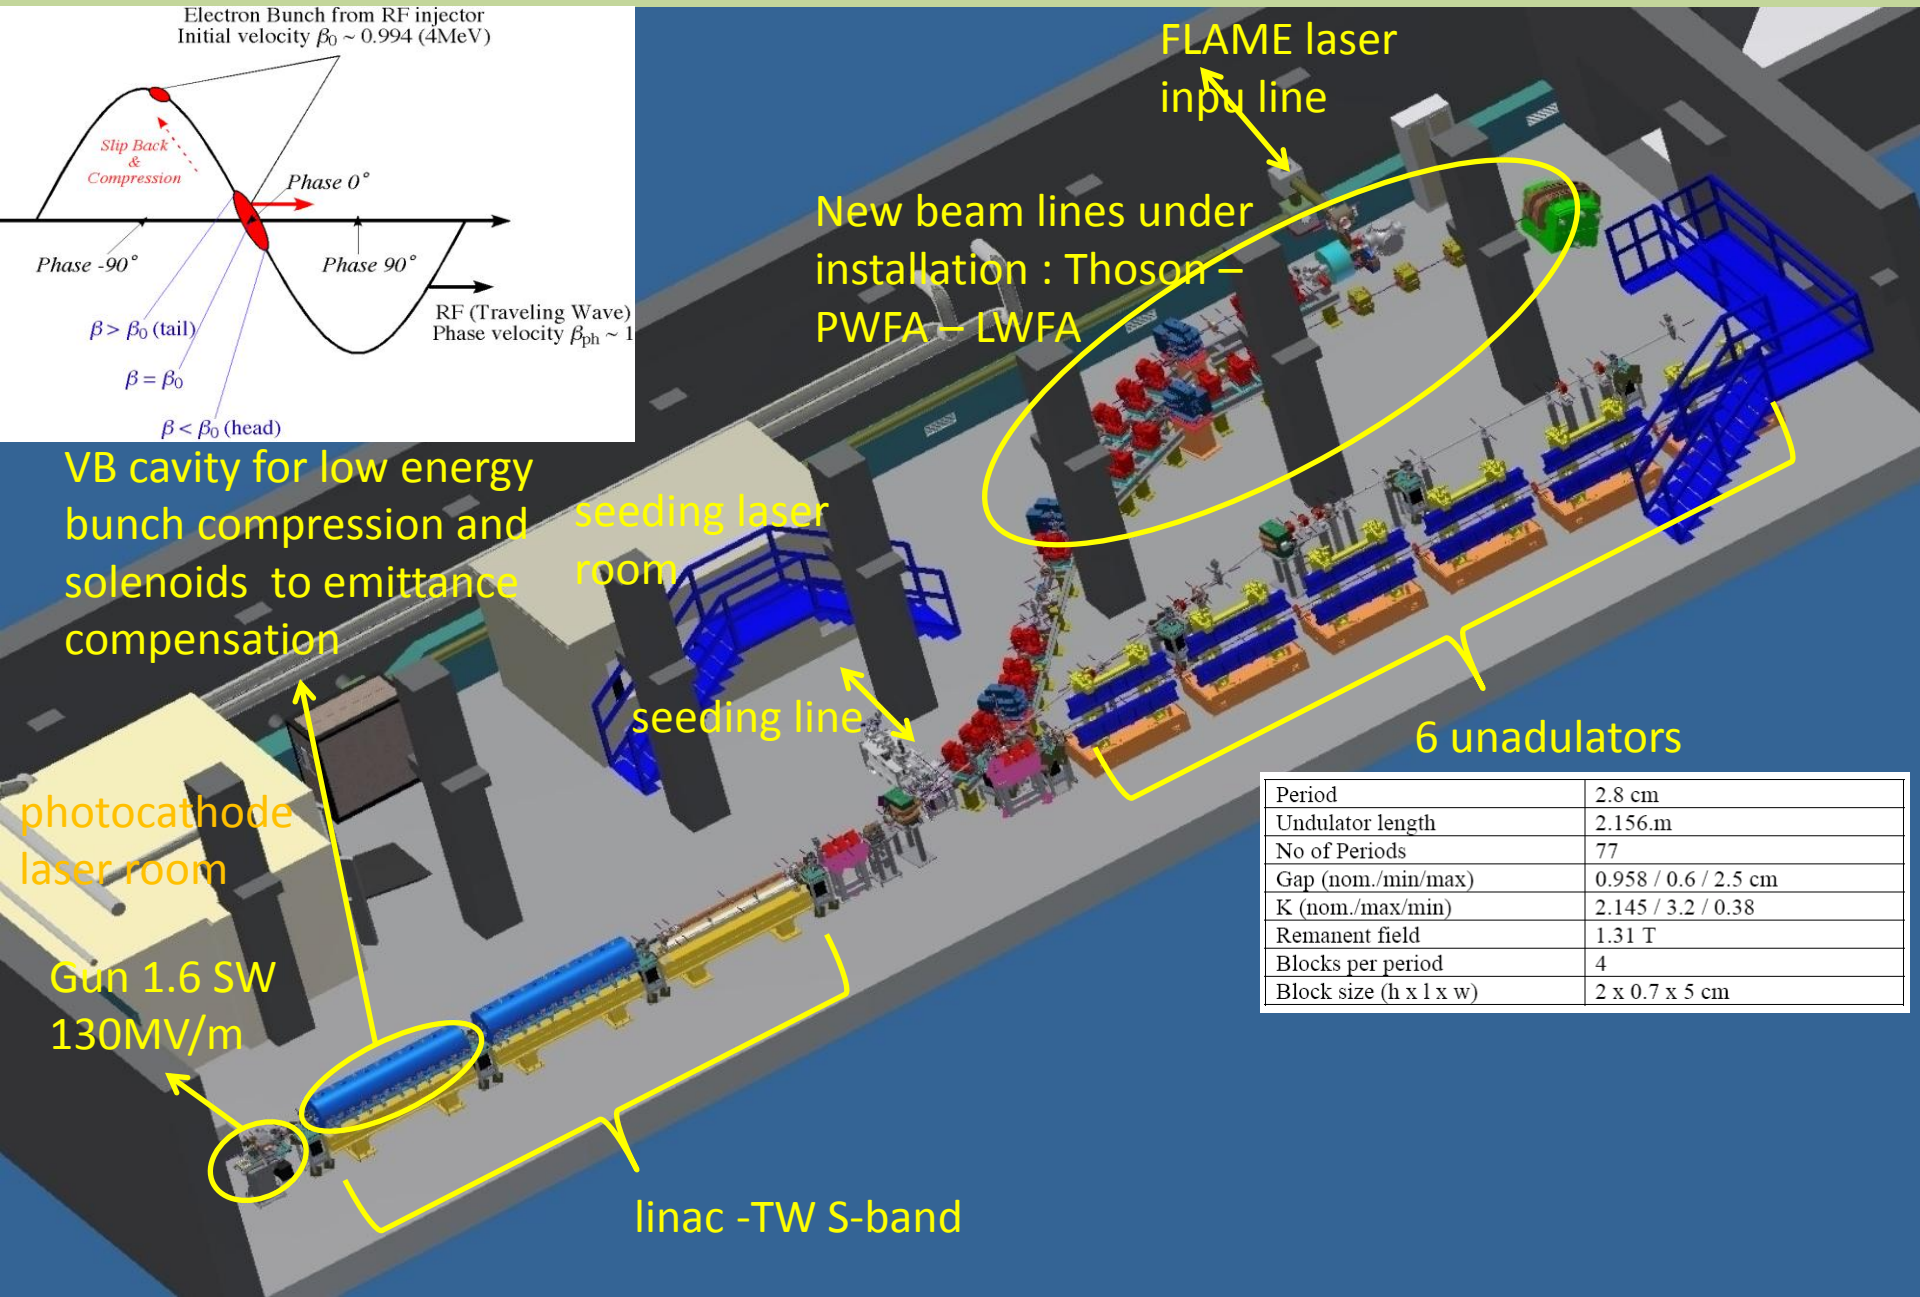 Electron Bunch from RF injector
Initial velocity β0 ~ 0.994 (4MeV)
Slip Back
&
Compression
Phase 0°
Phase -90°
Phase 90°
RF (Traveling Wave)
Phase velocity βph ~ 1
β > β0 (tail)
β = β0
β < β0 (head)
FLAME laser
inpu line
New beam lines under
installation : Thoson –
PWFA – LWFA
VB cavity for low energy
bunch compression and
solenoids to emittance
compensation
seeding laser
room
seeding line
6 unadulators
photocathode
laser room
Gun 1.6 SW
130MV/m
linac -TW S-band
Period 2.8 cm
Undulator length 2.156.m
No of Periods 77
Gap (nom./min/max) 0.958 / 0.6 / 2.5 cm
K (nom./max/min) 2.145 / 3.2 / 0.38
Remanent field 1.31 T
Blocks per period 4
Block size (h x l x w) 2 x 0.7 x 5 cm